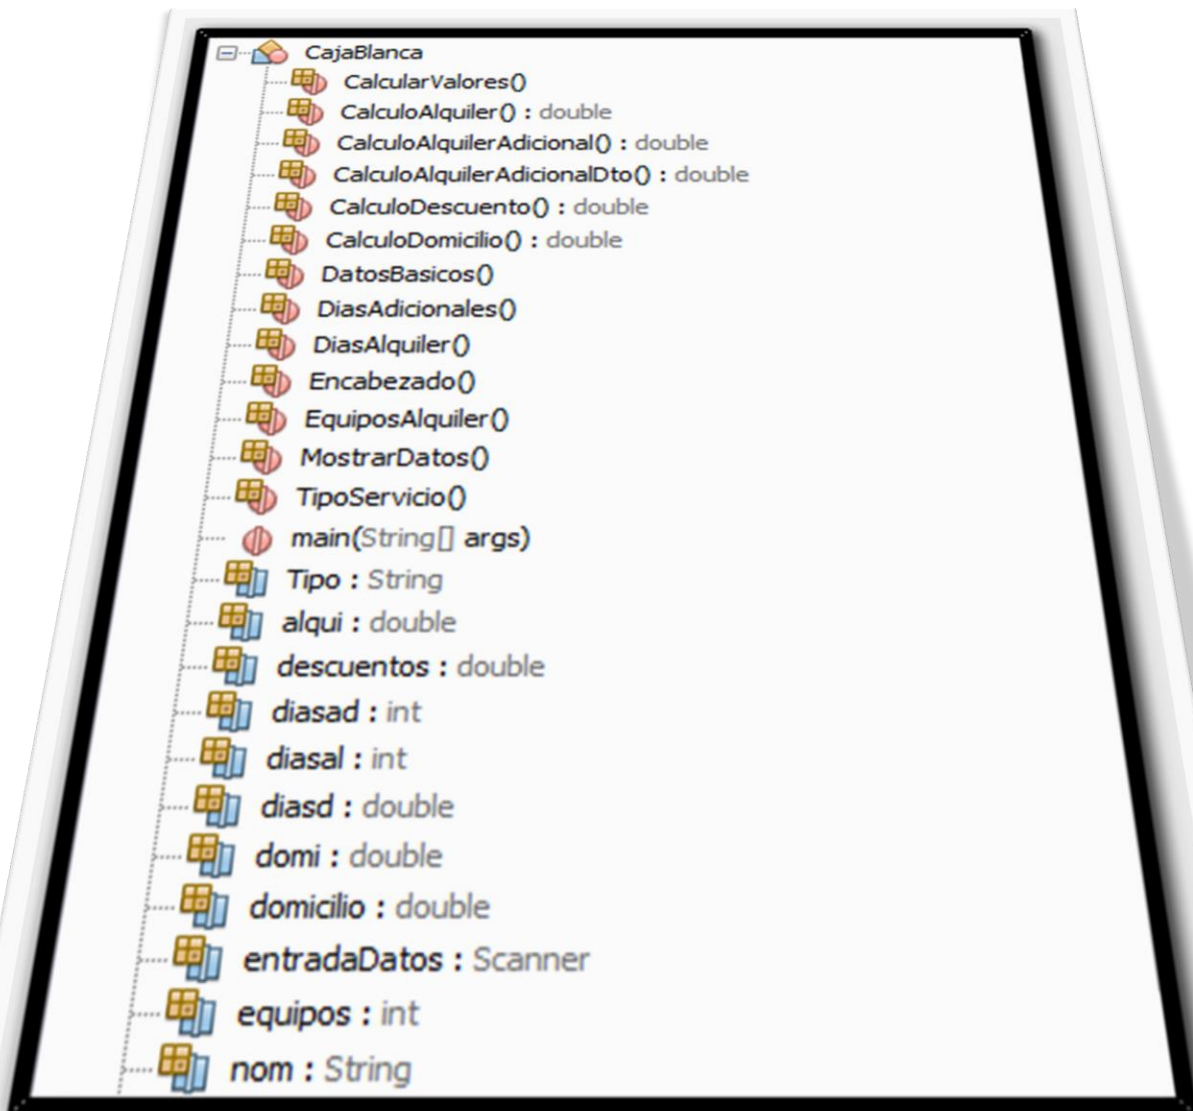 CajaBlanca
CalcularValores()
CalculoAlquiler() : double
CalculoAlquilerAdicional() : double
CalculoAlquilerAdicionalDto() : double
CalculoDescuento() : double
CalculoDomicilio() : double
DatosBasicos()
DiasAdicionales()
DiasAlquiler()
Encabezado()
EquiposAlquiler()
MostrarDatos()
TipoServicio()
main(String[] args)
Tipo : String
alqui : double
descuentos : double
diasad : int
diasal : int
diasd : double
domi : double
domicilio : double
entradaDatos : Scanner
equipos : int
nom : String